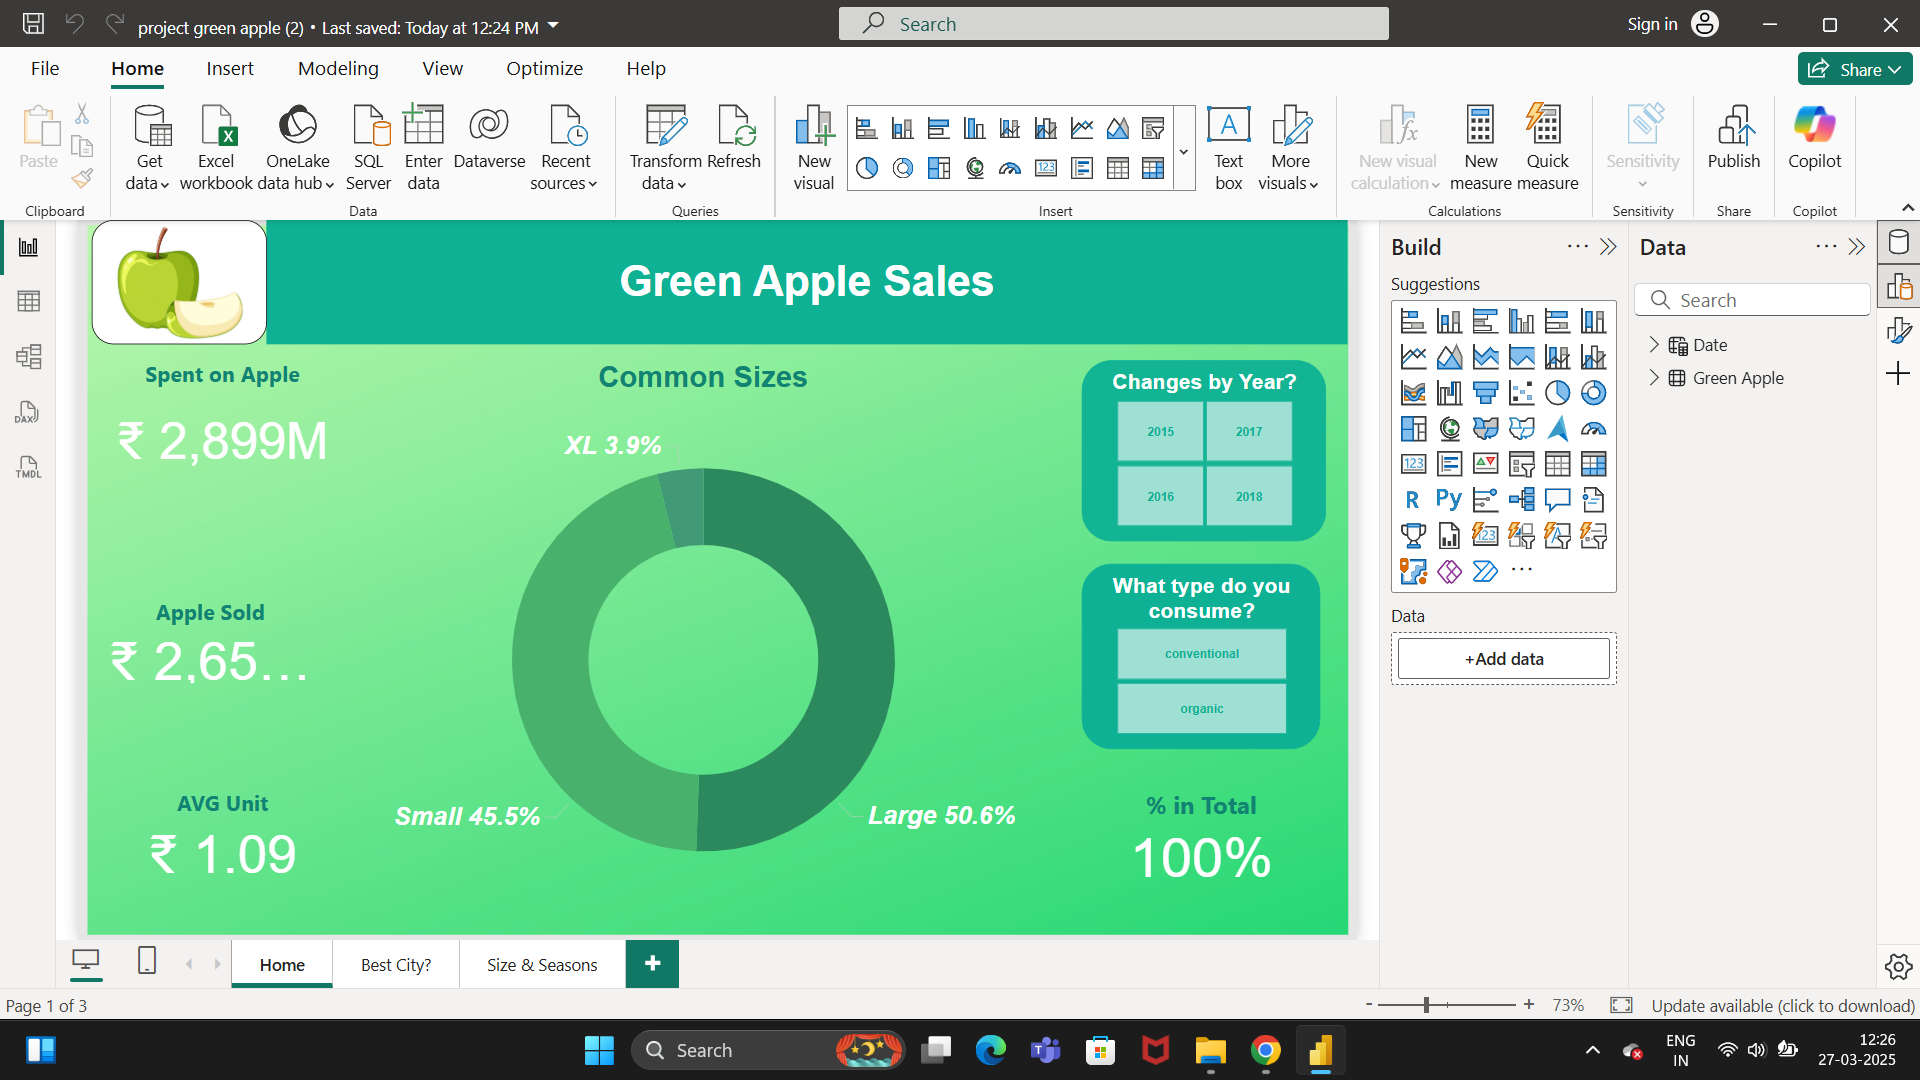 project green apple (2) • Last saved: Today at 12:24 PM
Search
Sign in
File
Home
Insert
Modeling
View
Optimize
Help
Share
Paste
Clipboard
Get data
Excel workbook
OneLake data hub
SQL Server
Enter data
Dataverse
Recent sources
Data
Transform data
Refresh
Queries
New visual
Text box
More visuals
Insert
New visual calculation
New measure
Quick measure
Calculations
Sensitivity
Sensitivity
Publish
Share
Copilot
Copilot
DAX
TMDL
Green Apple Sales
Spent on Apple
₹ 2,899M
Apple Sold
₹ 2,65...
AVG Unit
₹ 1.09
Common Sizes
XL 3.9%
Small 45.5%
Large 50.6%
Changes by Year?
2015
2017
2016
2018
What type do you
consume?
conventional
organic
% in Total
100%
Build
Suggestions
123
R
Py
123
Data
+Add data
Data
Search
Date
Green Apple
Home
Best City?
Size & Seasons
+
Page 1 of 3
- + 73%
Update available (click to download)
Search
ENG
IN
12:26
27-03-2025